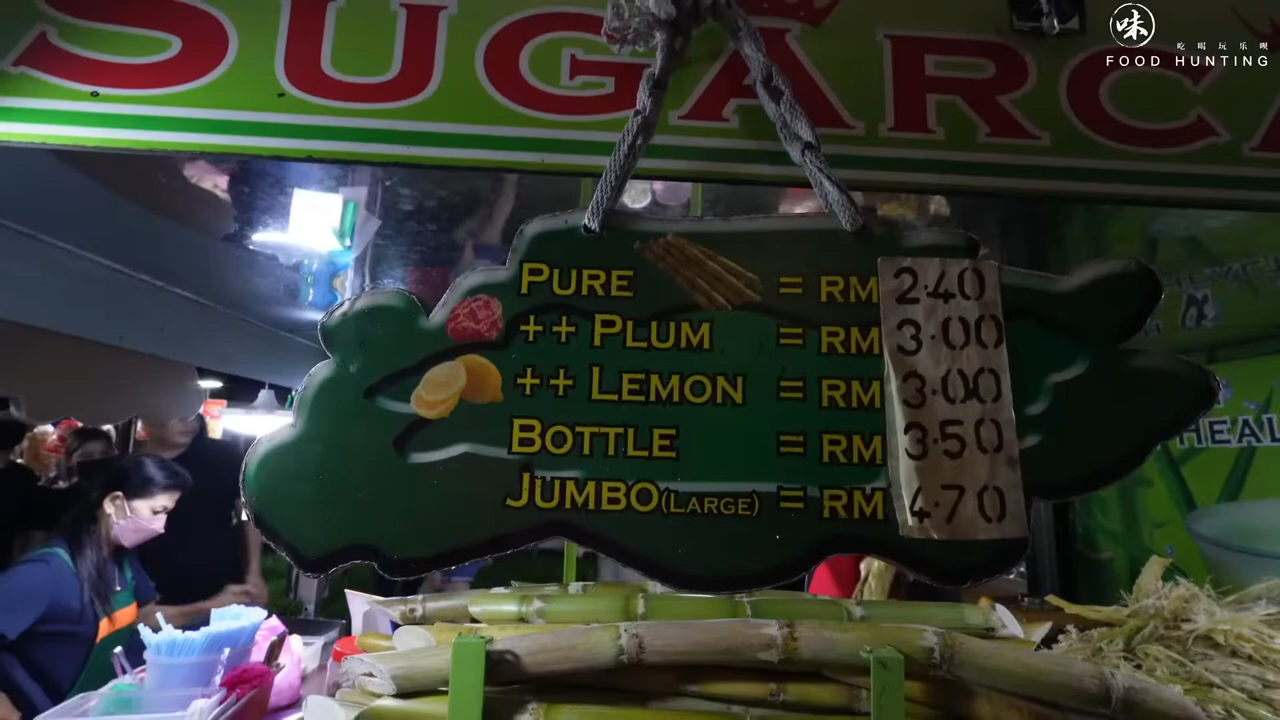 SUGARCA
味
吃喝玩乐呗
FOOD HUNTING
PURE = RM 2.40
++ PLUM = RM 3.00
++ LEMON = RM 3.00
BOTTLE = RM 3.50
JUMBO(LARGE) = RM 4.70
HEAL